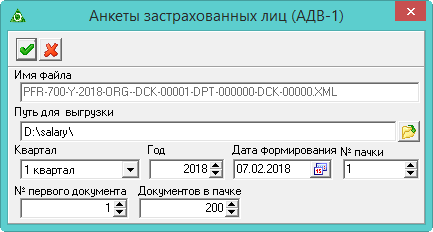 Анкеты застрахованных лиц (АДВ-1)
Имя файла
PFR-700-Y-2018-ORG--DCK-00001-DPT-000000-DCK-00000.XML
Путь для выгрузки
D:\salary\
Квартал Год Дата Формирования № пачки
1 квартал 2018 07.02.2018 1
№ первого документа Документов в пачке
1 200